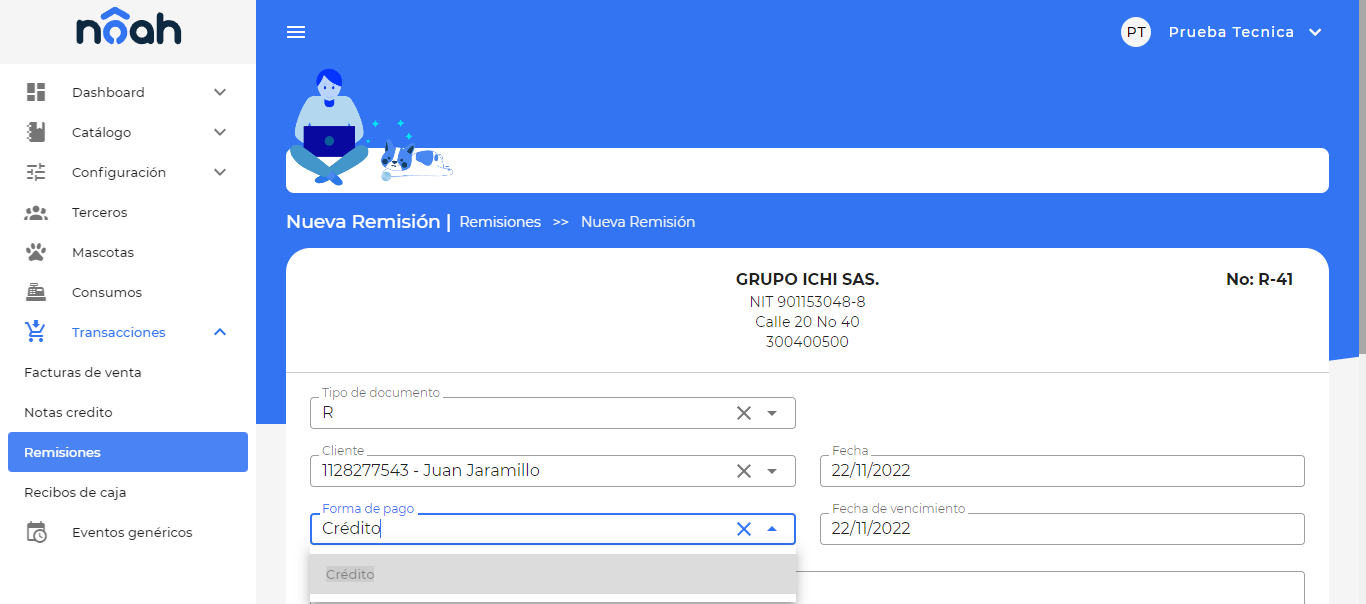 nôah
PT Prueba Tecnica
Dashboard
Catálogo
Configuración
Terceros
Mascotas
Consumos
Transacciones
Facturas de venta
Notas credito
Remisiones
Recibos de caja
Eventos genéricos
Nueva Remisión | Remisiones >> Nueva Remisión
GRUPO ICHI SAS.
No: R-41
NIT 901153048-8
Calle 20 No 40
300400500
Tipo de documento
R
Cliente
1128277543 - Juan Jaramillo
Fecha
22/11/2022
Forma de pago
Crédito
Fecha de vencimiento
22/11/2022
Crédito